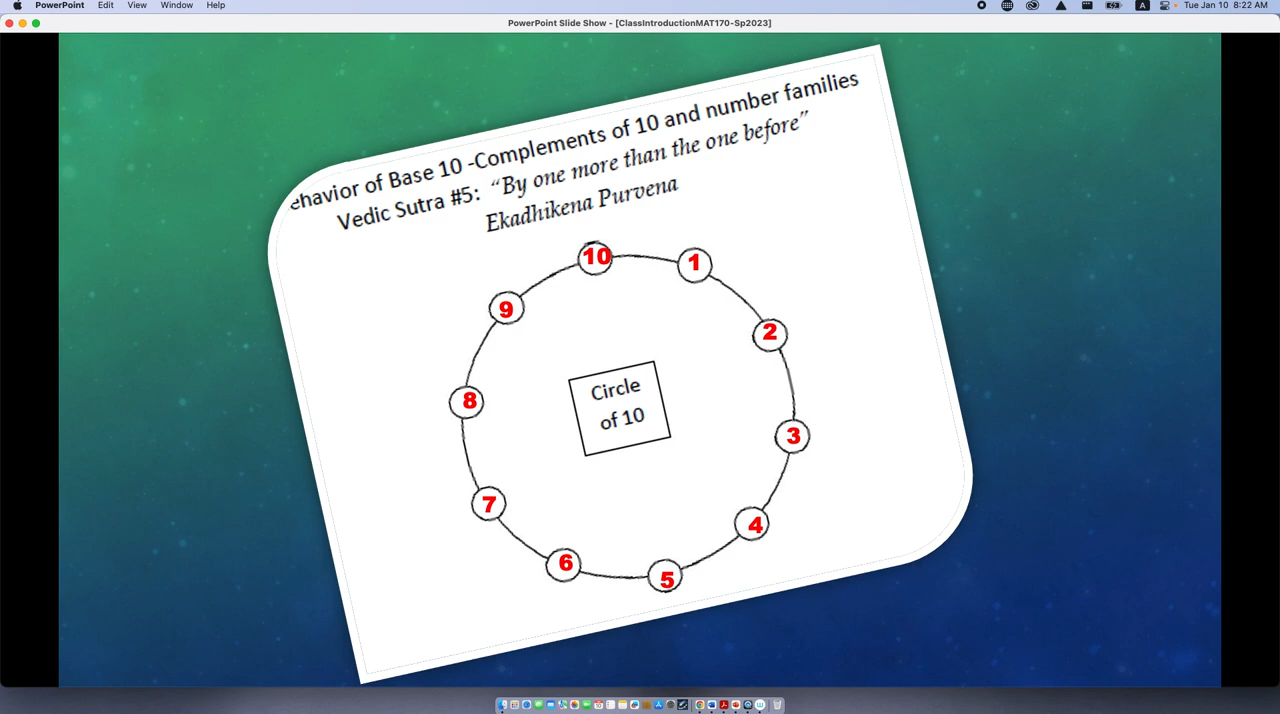 PowerPoint Edit View Window Help
A Tue Jan 10 8:22 AM
PowerPoint Slide Show - [ClassIntroductionMAT170-Sp2023]
ehavior of Base 10 -Complements of 10 and number families
Vedic Sutra #5: “By one more than the one before”
Ekadhikena Purvena
10
1
9
2
Circle
of 10
8
3
7
4
6
5